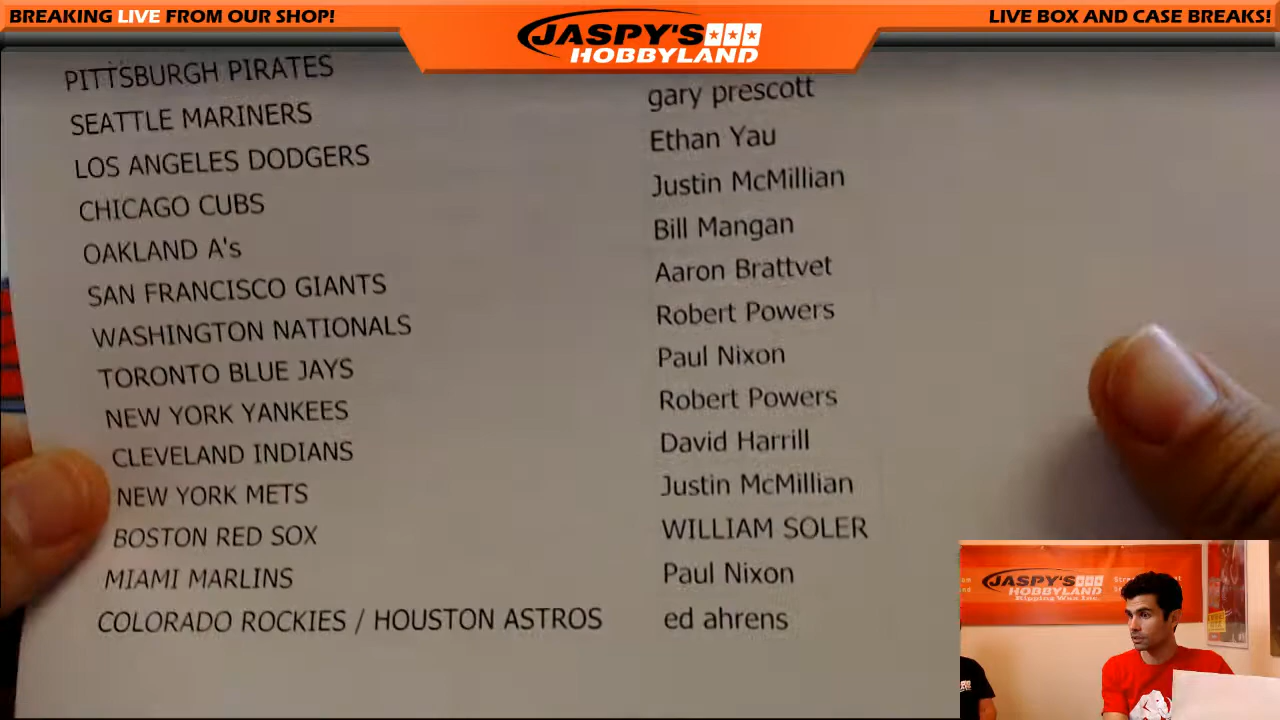 BREAKING LIVE FROM OUR SHOP!
JASPY'S
HOBBYLAND
LIVE BOX AND CASE BREAKS!
PITTSBURGH PIRATES
SEATTLE MARINERS gary prescott
LOS ANGELES DODGERS Ethan Yau
CHICAGO CUBS Justin McMillian
OAKLAND A's Bill Mangan
SAN FRANCISCO GIANTS Aaron Brattvet
WASHINGTON NATIONALS Robert Powers
TORONTO BLUE JAYS Paul Nixon
NEW YORK YANKEES Robert Powers
CLEVELAND INDIANS David Harrill
NEW YORK METS Justin McMillian
BOSTON RED SOX WILLIAM SOLER
MIAMI MARLINS Paul Nixon
COLORADO ROCKIES / HOUSTON ASTROS ed ahrens
JASPY'S
HOBBYLAND